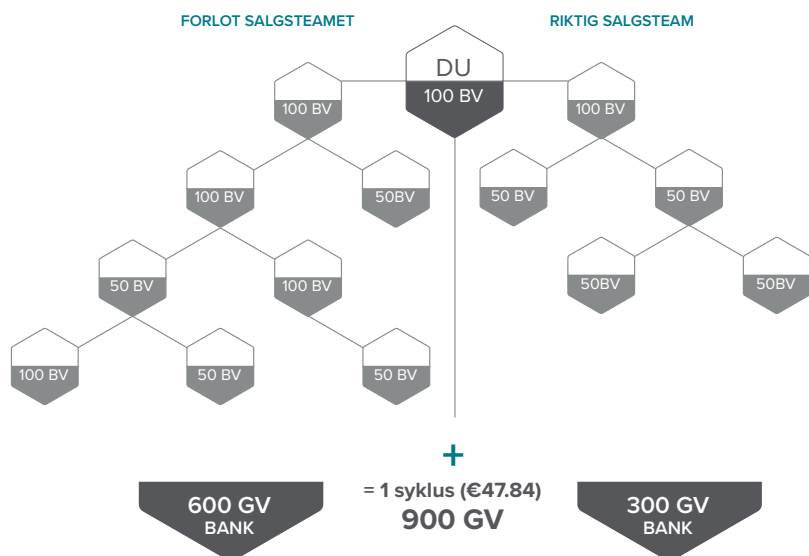 FORLOT SALGSTEAMET
RIKTIG SALGSTEAM
DU
100 BV
100 BV
100 BV
100 BV
50BV
50 BV
50 BV
50 BV
100 BV
50BV
50BV
100 BV
50 BV
50 BV
+
= 1 syklus (€47.84)
900 GV
600 GV
BANK
300 GV
BANK